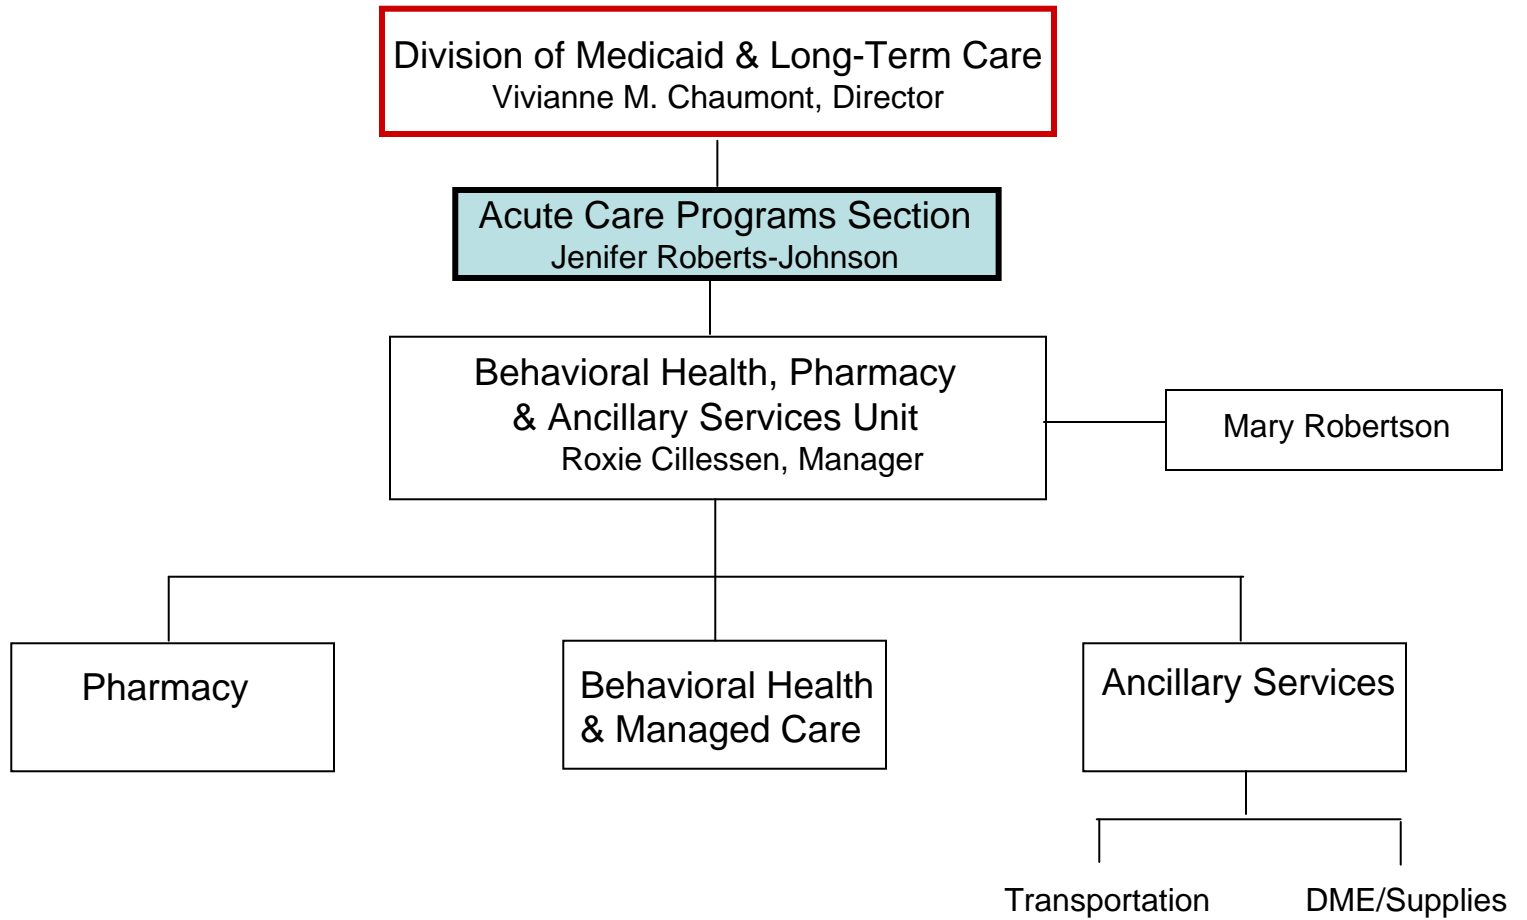 Division of Medicaid & Long-Term Care
Vivianne M. Chaumont, Director
Acute Care Programs Section
Jenifer Roberts-Johnson
Behavioral Health, Pharmacy
& Ancillary Services Unit
Roxie Cillessen, Manager
Mary Robertson
Pharmacy
Behavioral Health
& Managed Care
Ancillary Services
Transportation
DME/Supplies